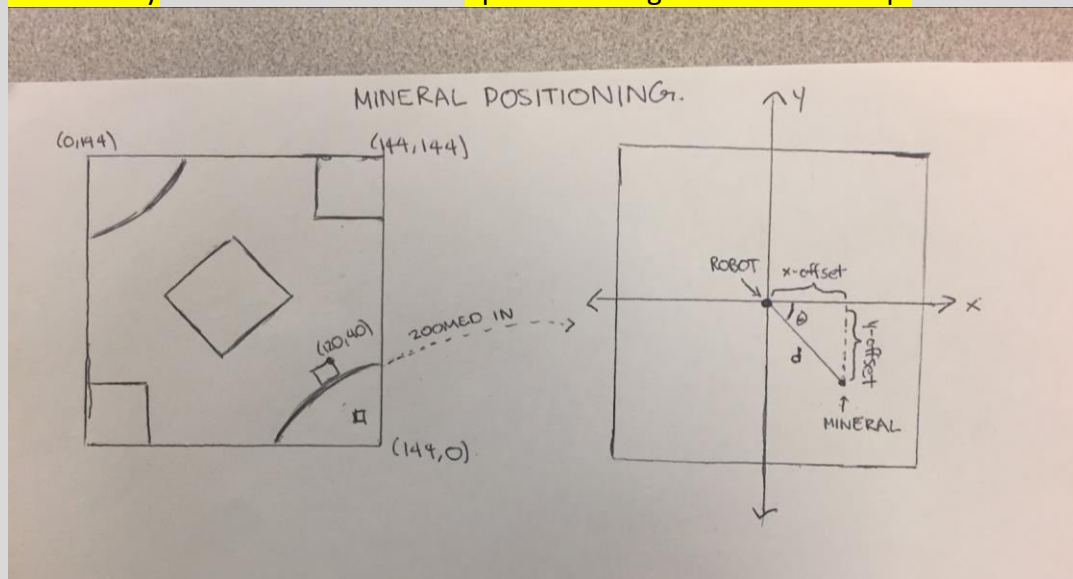 MINERAL POSITIONING.
(0,144)
(144,144)
(120,40)
ZOOMED IN
(144,0)
Y
ROBOT
x-offset
X
θ
d
y-offset
MINERAL